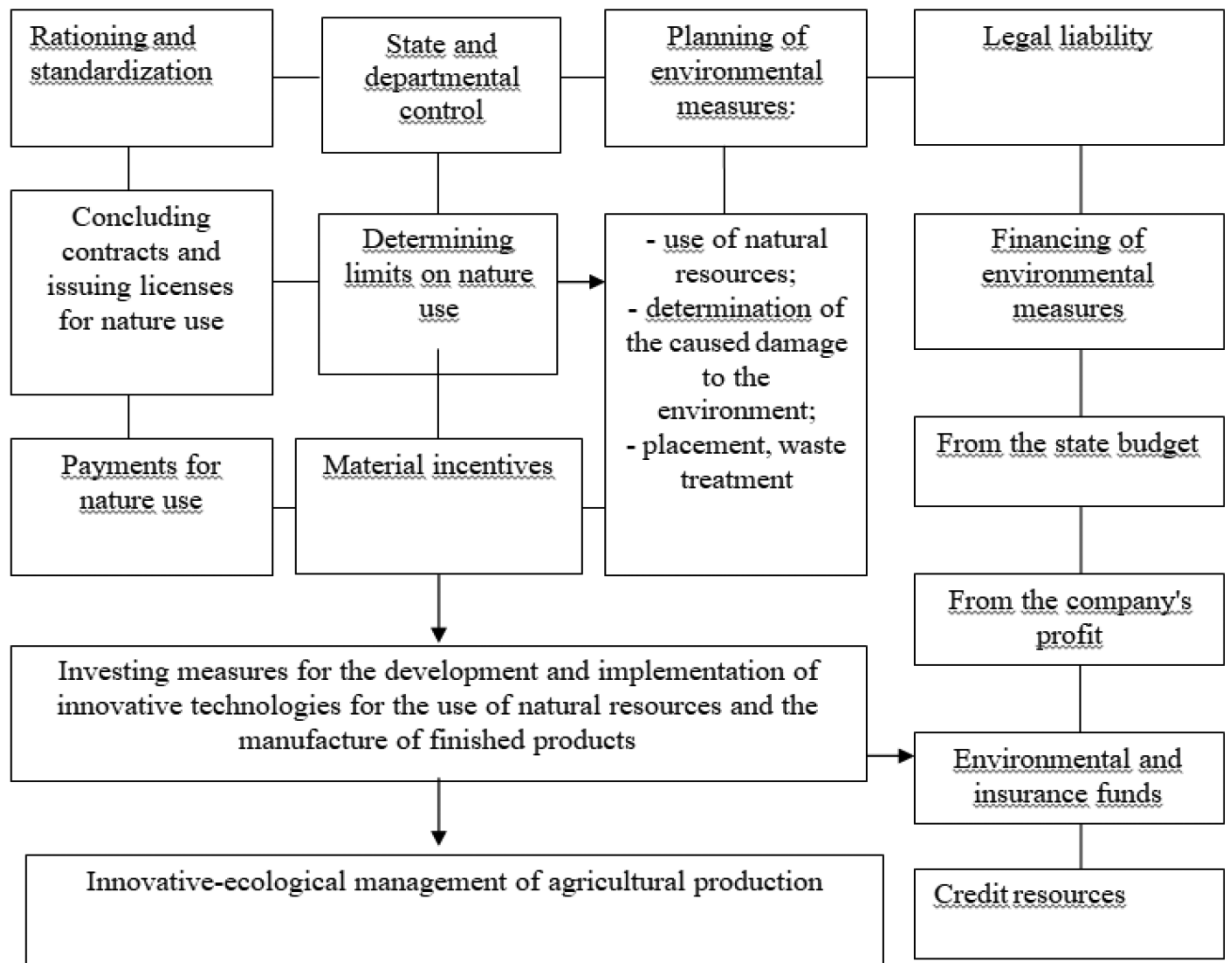 Rationing and
standardization
State and
departmental
control
Planning of
environmental
measures:
Legal liability
Concluding
contracts and
issuing licenses
for nature use
Determining
limits on nature
use
- use of natural
resources;
- determination of
the caused damage
to the
environment;
- placement, waste
treatment
Financing of
environmental
measures
Payments for
nature use
Material incentives
From the state budget
From the company's
profit
Investing measures for the development and implementation of
innovative technologies for the use of natural resources and the
manufacture of finished products
Environmental and
insurance funds
Innovative-ecological management of agricultural production
Credit resources